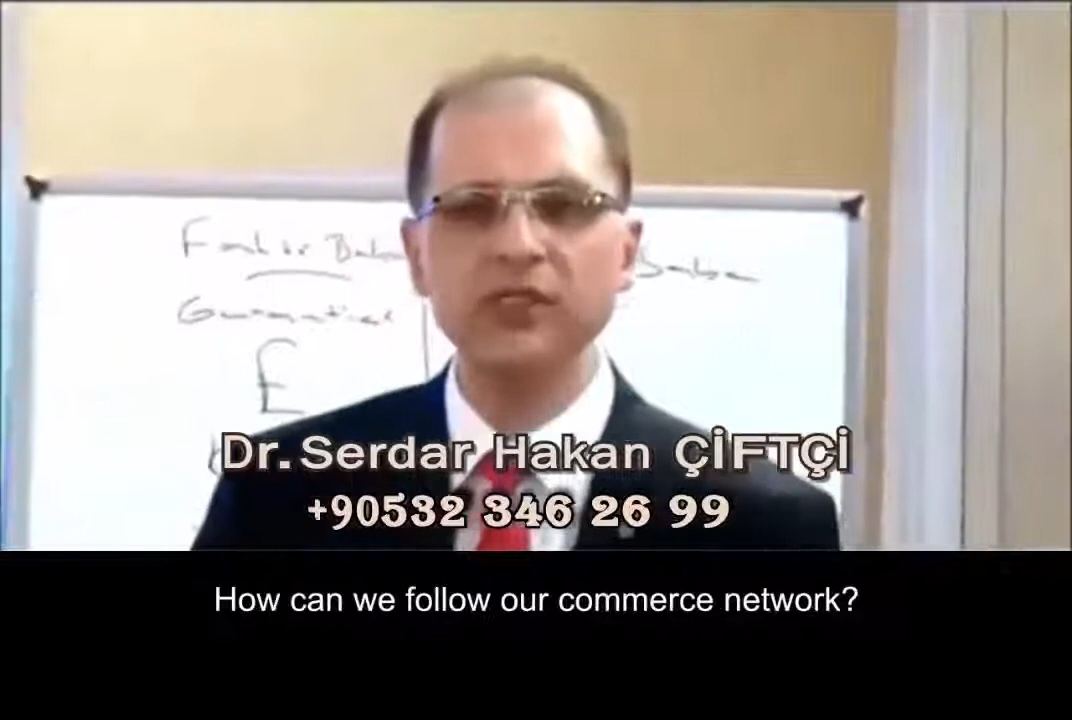 £
Dr. Serdar Hakan ÇİFTÇİ
+90532 346 26 99
How can we follow our commerce network?